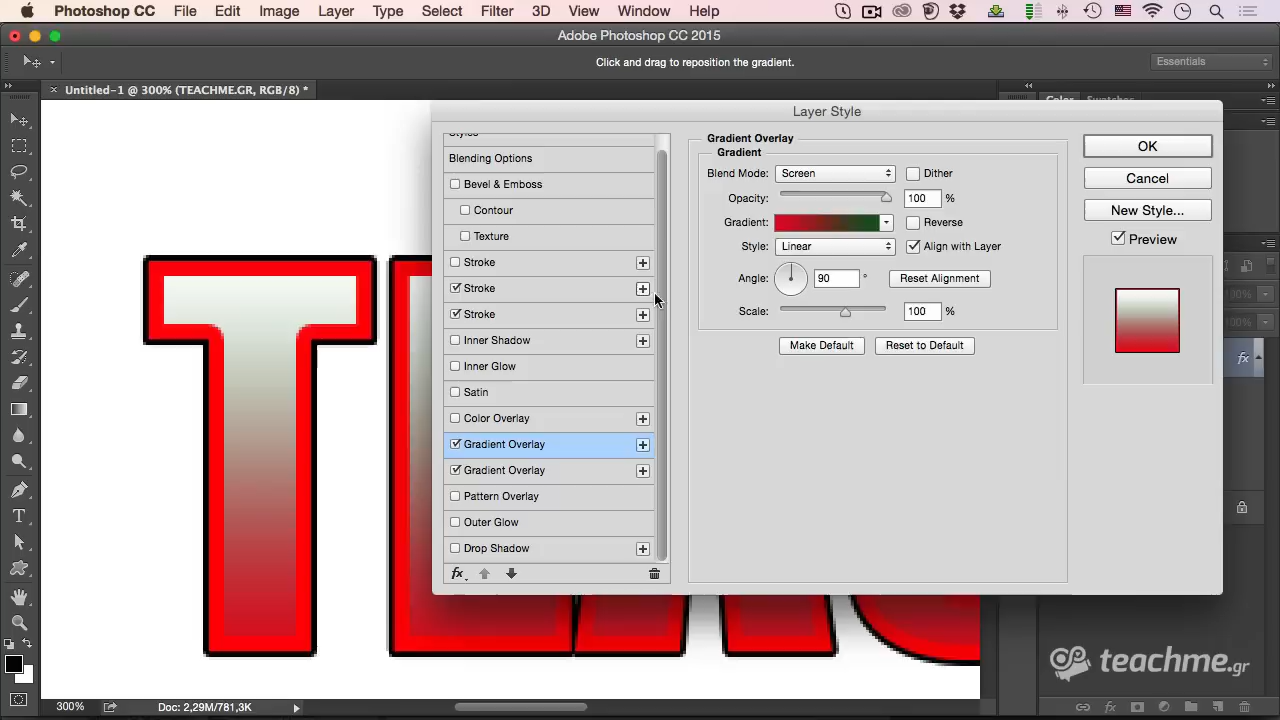 Photoshop CC File Edit Image Layer Type Select Filter 3D View Window Help
Adobe Photoshop CC 2015
Click and drag to reposition the gradient.
Essentials
Untitled-1 @ 300% (TEACHME.GR, RGB/8) *
Color Swatches
Layer Style
Styles
Blending Options
Bevel & Emboss
Contour
Texture
Stroke
Stroke
Stroke
Inner Shadow
Inner Glow
Satin
Color Overlay
Gradient Overlay
Gradient Overlay
Pattern Overlay
Outer Glow
Drop Shadow
fx
Gradient Overlay
Gradient
Blend Mode: Screen Dither
Opacity: 100 %
Gradient: Reverse
Style: Linear Align with Layer
Angle: 90 ° Reset Alignment
Scale: 100 %
Make Default Reset to Default
OK
Cancel
New Style...
Preview
100%
100%
fx
T
teachme.gr
300% Doc: 2,29M/781,3K
fx